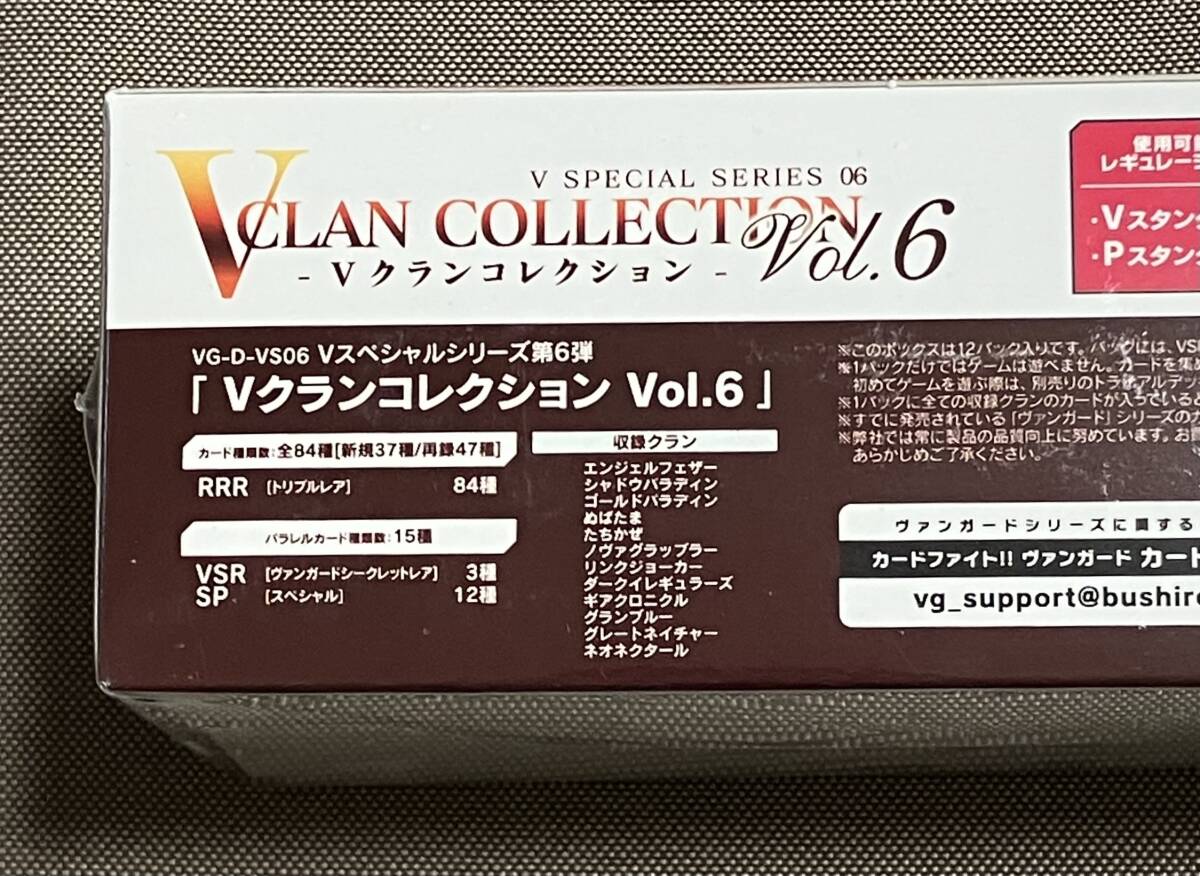 V SPECIAL SERIES 06
V CLAN COLLECTION Vol.6
- Vクランコレクション -
使用可
レギュレー
・Vスタン
・Pスタン
VG-D-VS06 Vスペシャルシリーズ第6弾
「Vクランコレクション Vol.6」
カード種類数:全84種[新規37種/再録47種]
RRR [トリプルレア] 84種
パラレルカード種類数:15種
VSR [ヴァンガードシークレットレア] 3種
SP [スペシャル] 12種
収録クラン
エンジェルフェザー
シャドウパラディン
ゴールドパラディン
ぬばたま
たちかぜ
ノヴァグラップラー
リンクジョーカー
ダークイレギュラーズ
ギアクロニクル
グランブルー
グレートネイチャー
ネオネクタール
※このボックスは12パック入りです。パックには、VS
※1パックだけではゲームは遊べません。カードを集
初めてゲームを遊ぶ際は、別売りのトライアルデッ
※1パックに全ての収録クランのカードが入っている
※すでに発売されている「ヴァンガード」シリーズの
※弊社では常に製品の品質向上に努めています。お買
あらかじめご了承ください。
ヴァンガードシリーズに関する
カードファイト!! ヴァンガード カード
vg_support@bushiro